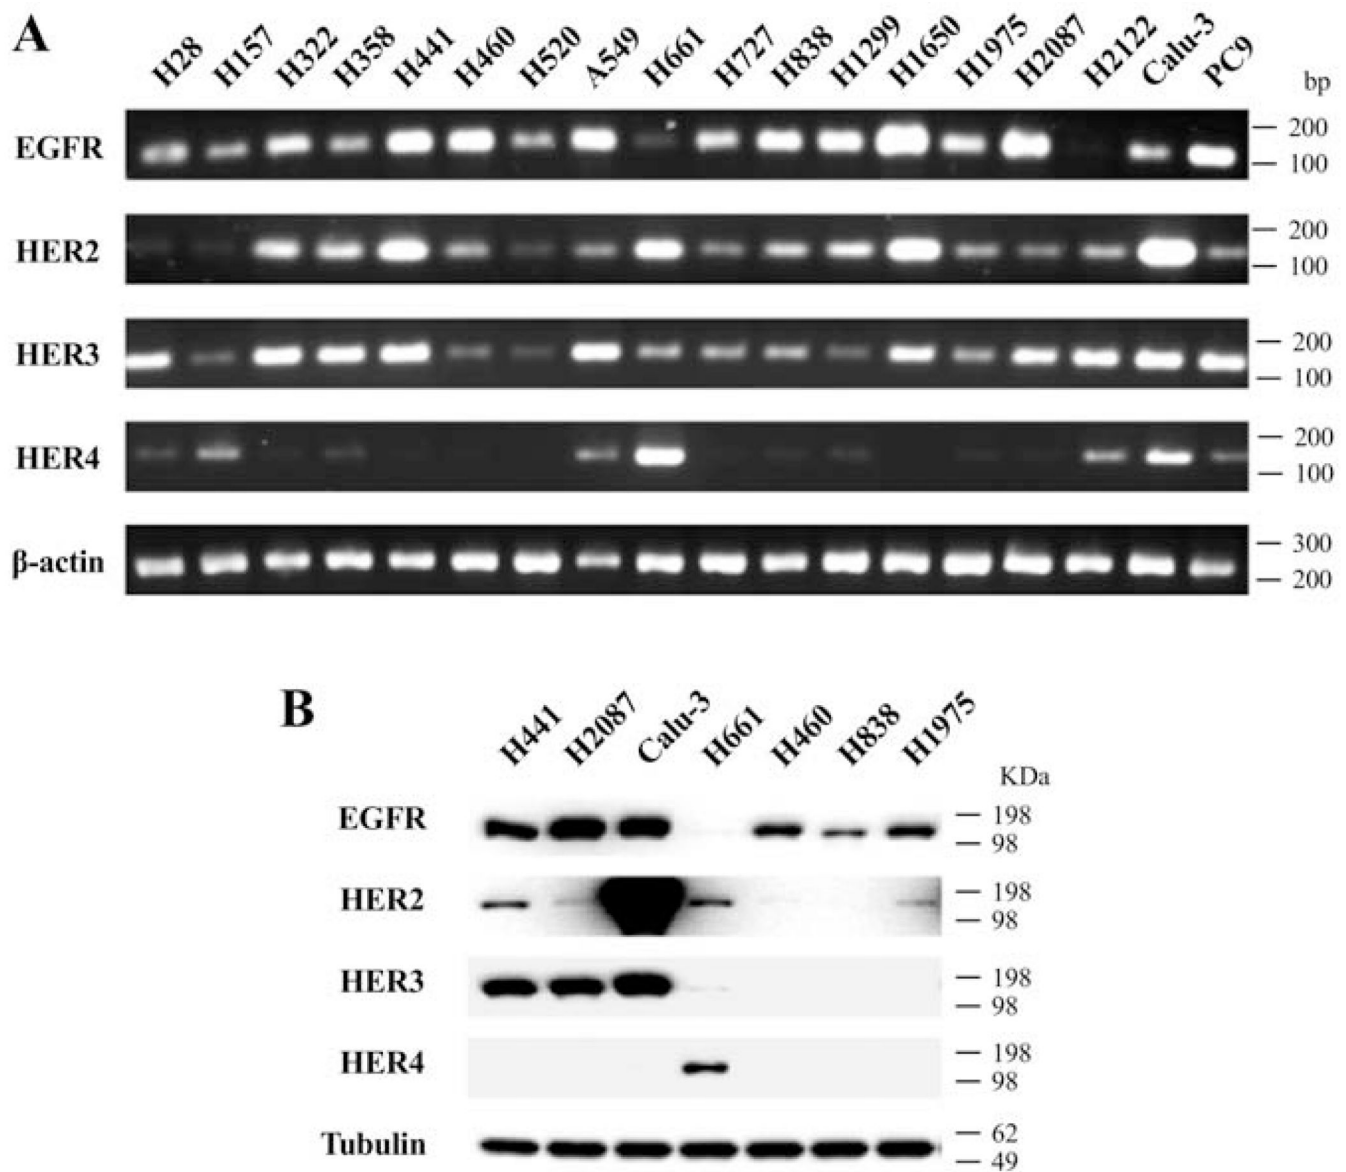 A
H28 H157 H322 H358 H441 H460 H520 A549 H661 H727 H838 H1299 H1650 H1975 H2087 H2122 Calu-3 PC9
bp
EGFR
200
100
HER2
200
100
HER3
200
100
HER4
200
100
β-actin
300
200
B
H441 H2087 Calu-3 H661 H460 H838 H1975
KDa
EGFR
198
98
HER2
198
98
HER3
198
98
HER4
198
98
Tubulin
62
49